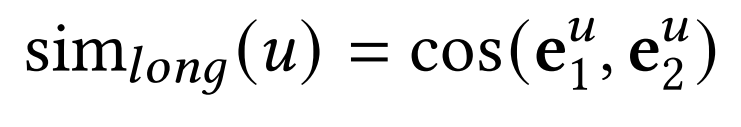 sim_{long}(u) = cos(e_1^u, e_2^u)